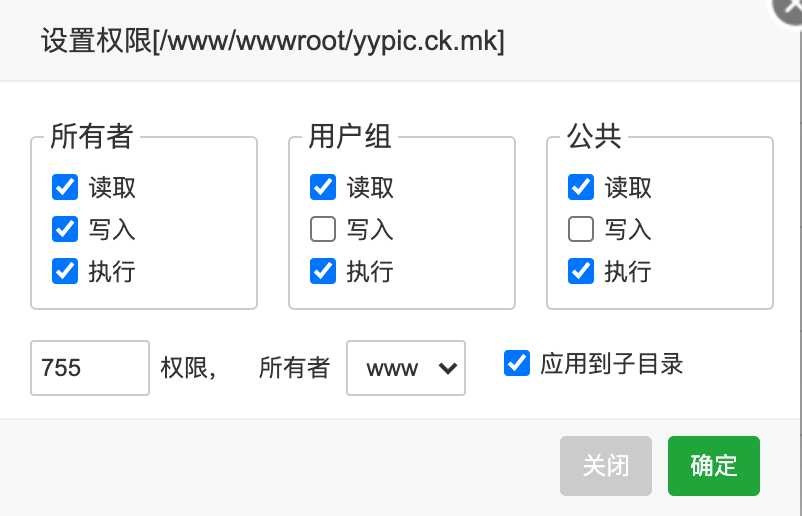 设置权限[/www/wwwroot/yypic.ck.mk]
所有者 用户组 公共
读取 读取 读取
写入 写入 写入
执行 执行 执行
755 权限， 所有者 www 应用到子目录
关闭 确定